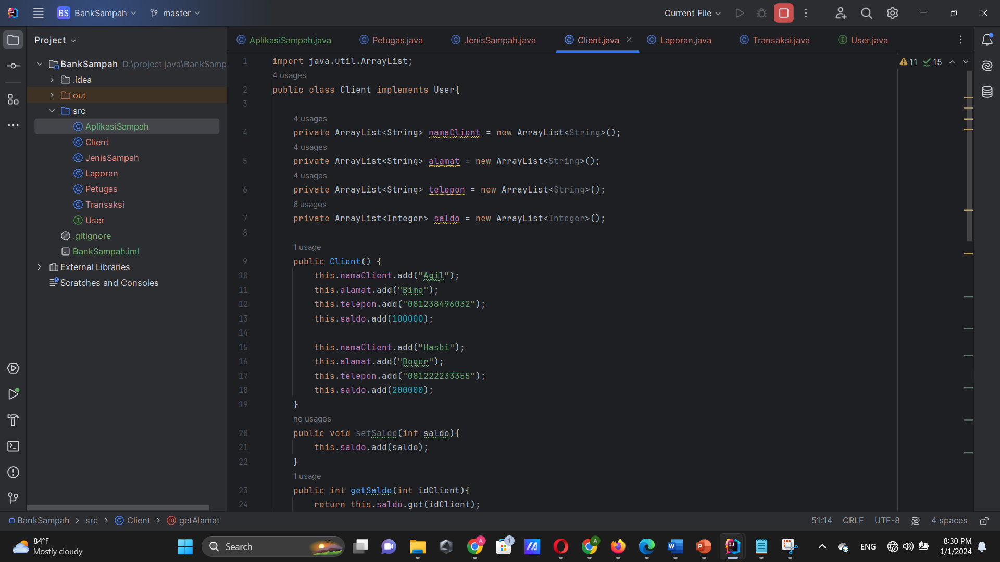 BS BankSampah master Current File
Project
AplikasiSampah.java Petugas.java JenisSampah.java Client.java Laporan.java Transaksi.java User.java
BankSampah D:\project java\BankSamp
.idea
out
src
AplikasiSampah
Client
JenisSampah
Laporan
Petugas
Transaksi
User
.gitignore
BankSampah.iml
External Libraries
Scratches and Consoles
11 15
1 import java.util.ArrayList;
4 usages
2 public class Client implements User{
3
4 usages
4 private ArrayList<String> namaClient = new ArrayList<String>();
4 usages
5 private ArrayList<String> alamat = new ArrayList<String>();
4 usages
6 private ArrayList<String> telepon = new ArrayList<String>();
6 usages
7 private ArrayList<Integer> saldo = new ArrayList<Integer>();
8
1 usage
9 public Client() {
10 this.namaClient.add("Agil");
11 this.alamat.add("Bima");
12 this.telepon.add("081238496032");
13 this.saldo.add(100000);
14
15 this.namaClient.add("Hasbi");
16 this.alamat.add("Bogor");
17 this.telepon.add("081222233355");
18 this.saldo.add(200000);
19 }
no usages
20 public void setSaldo(int saldo){
21 this.saldo.add(saldo);
22 }
1 usage
23 public int getSaldo(int idClient){
24 return this.saldo.get(idClient);
BankSampah > src > Client > getAlamat
51:14 CRLF UTF-8 4 spaces
84°F
Mostly cloudy
Search
ENG
8:30 PM
1/1/2024